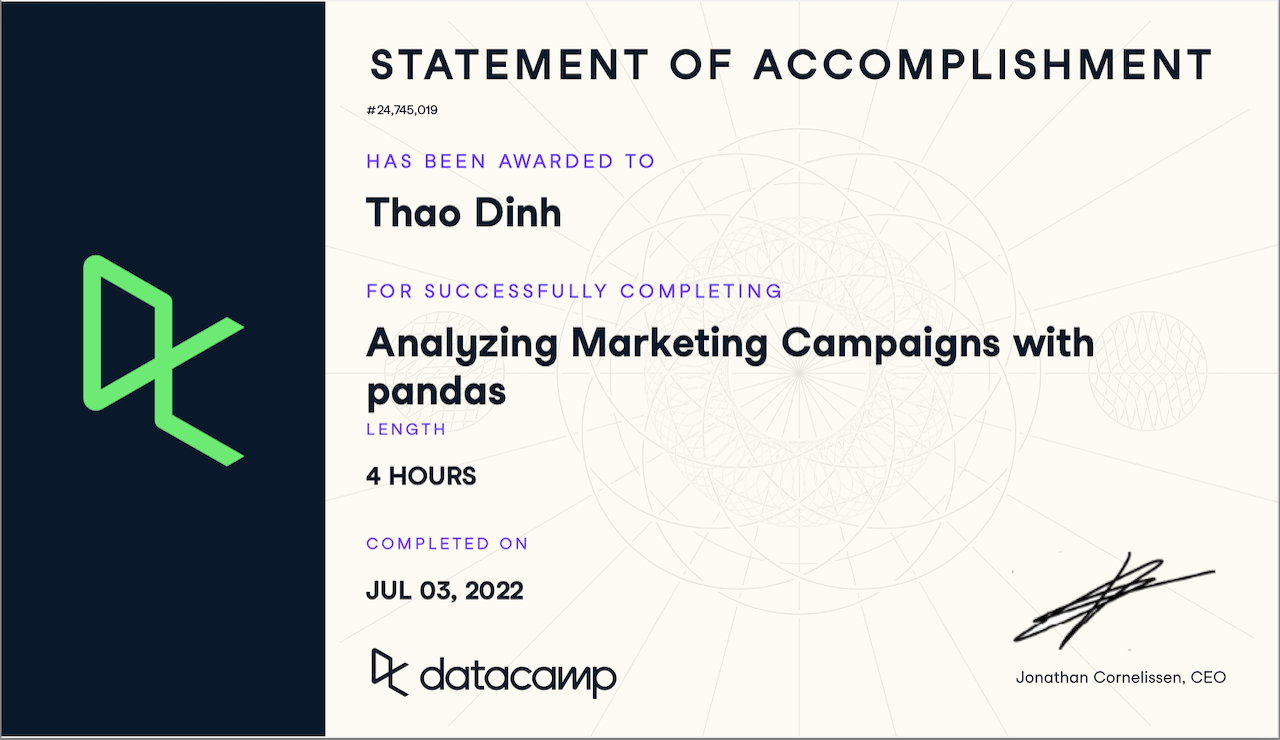 STATEMENT OF ACCOMPLISHMENT
#24,745,019
HAS BEEN AWARDED TO
Thao Dinh
FOR SUCCESSFULLY COMPLETING
Analyzing Marketing Campaigns with
pandas
LENGTH
4 HOURS
COMPLETED ON
JUL 03, 2022
datacamp
Jonathan Cornelissen, CEO